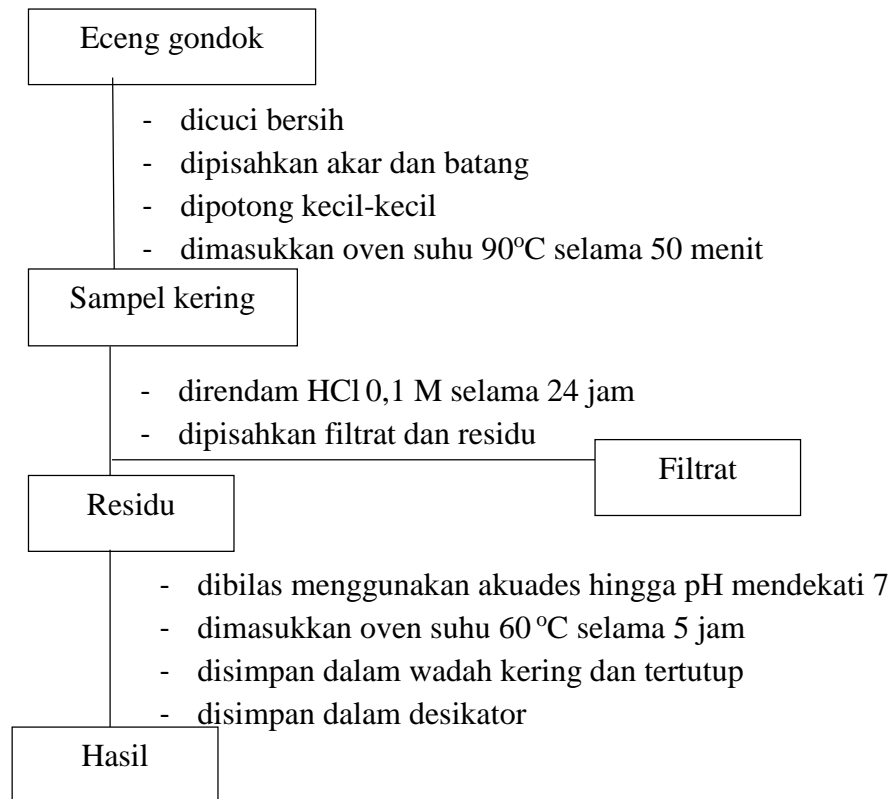 Eceng gondok
- dicuci bersih
- dipisahkan akar dan batang
- dipotong kecil-kecil
- dimasukkan oven suhu 90°C selama 50 menit
Sampel kering
- direndam HCl 0,1 M selama 24 jam
- dipisahkan filtrat dan residu
Filtrat
Residu
- dibilas menggunakan akuades hingga pH mendekati 7
- dimasukkan oven suhu 60 °C selama 5 jam
- disimpan dalam wadah kering dan tertutup
- disimpan dalam desikator
Hasil